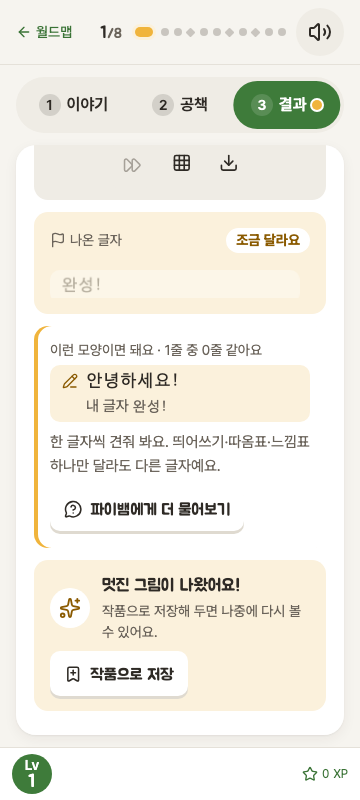 월드맵 1/8
1 이야기 2 공책 3 결과
나온 글자 조금 달라요
완성!
이런 모양이면 돼요 · 1줄 중 0줄 같아요
안녕하세요!
내 글자 완성!
한 글자씩 견줘 봐요. 띄어쓰기·따옴표·느낌표
하나만 달라도 다른 글자예요.
파이뱀에게 더 물어보기
멋진 그림이 나왔어요!
작품으로 저장해 두면 나중에 다시 볼
수 있어요.
작품으로 저장
Lv
1
0 XP